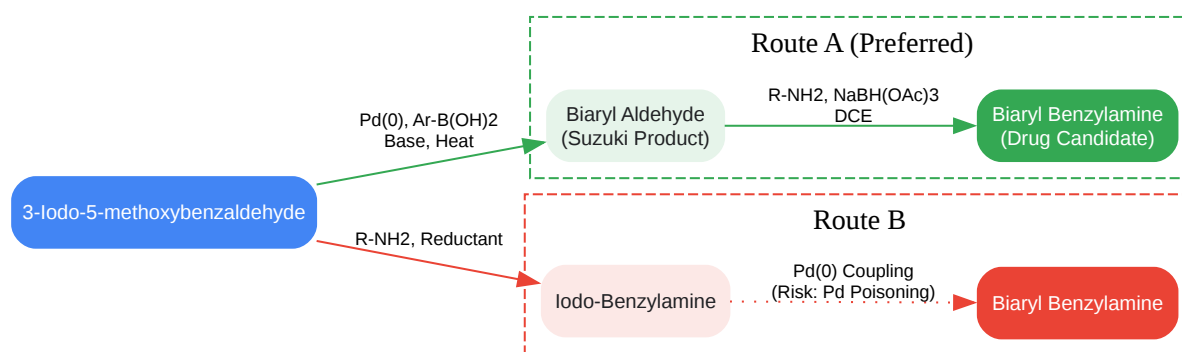 Route A (Preferred)
Pd(0), Ar-B(OH)2
Base, Heat
Biaryl Aldehyde
(Suzuki Product)
R-NH2, NaBH(OAc)3
DCE
Biaryl Benzylamine
(Drug Candidate)
3-Iodo-5-methoxybenzaldehyde
Route B
R-NH2, Reductant
Iodo-Benzylamine
Pd(0) Coupling
(Risk: Pd Poisoning)
Biaryl Benzylamine